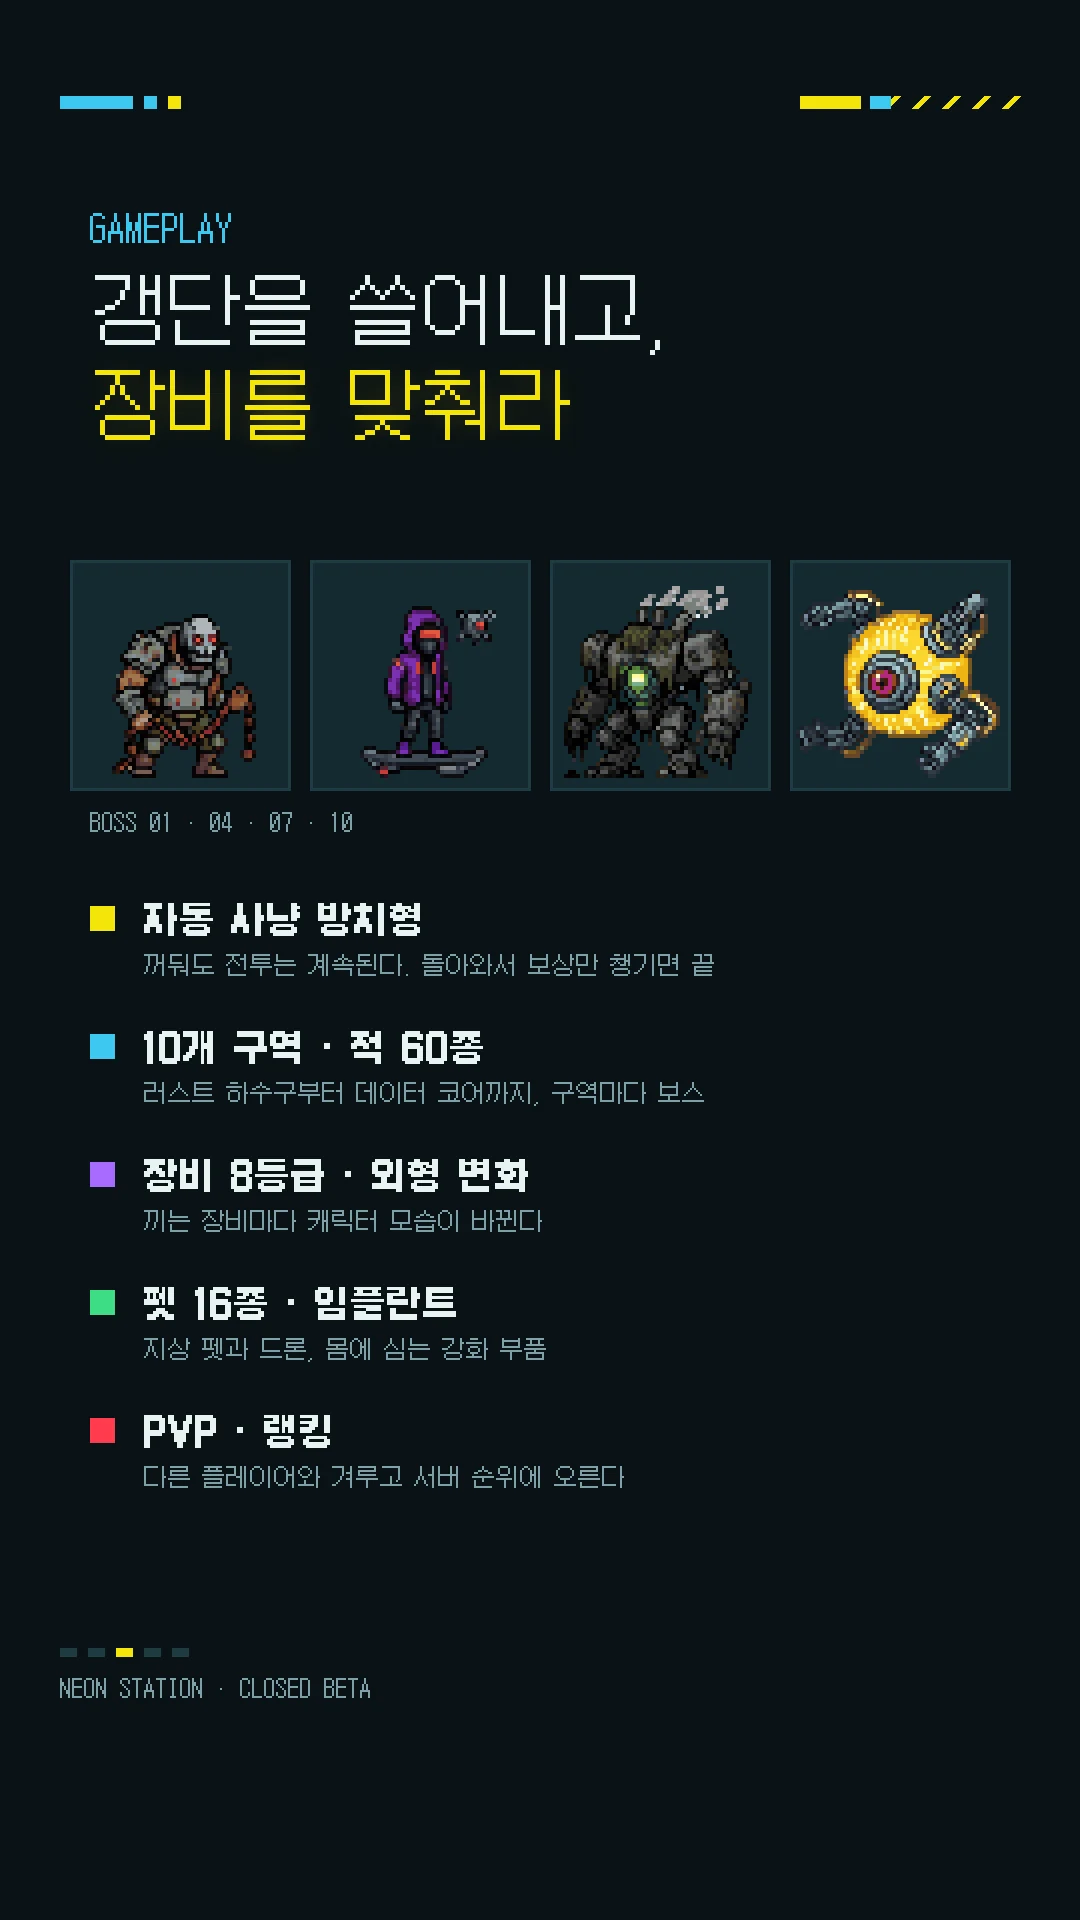 GAMEPLAY
갱단을 쓸어내고,
장비를 맞춰라
BOSS 01 · 04 · 07 · 10
자동 사냥 방치형
꺼둬도 전투는 계속된다. 돌아와서 보상만 챙기면 끝
10개 구역 · 적 60종
러스트 하수구부터 데이터 코어까지, 구역마다 보스
장비 8등급 · 외형 변화
끼는 장비마다 캐릭터 모습이 바뀐다
펫 16종 · 임플란트
지상 펫과 드론, 몸에 심는 강화 부품
PVP · 랭킹
다른 플레이어와 겨루고 서버 순위에 오른다
NEON STATION · CLOSED BETA